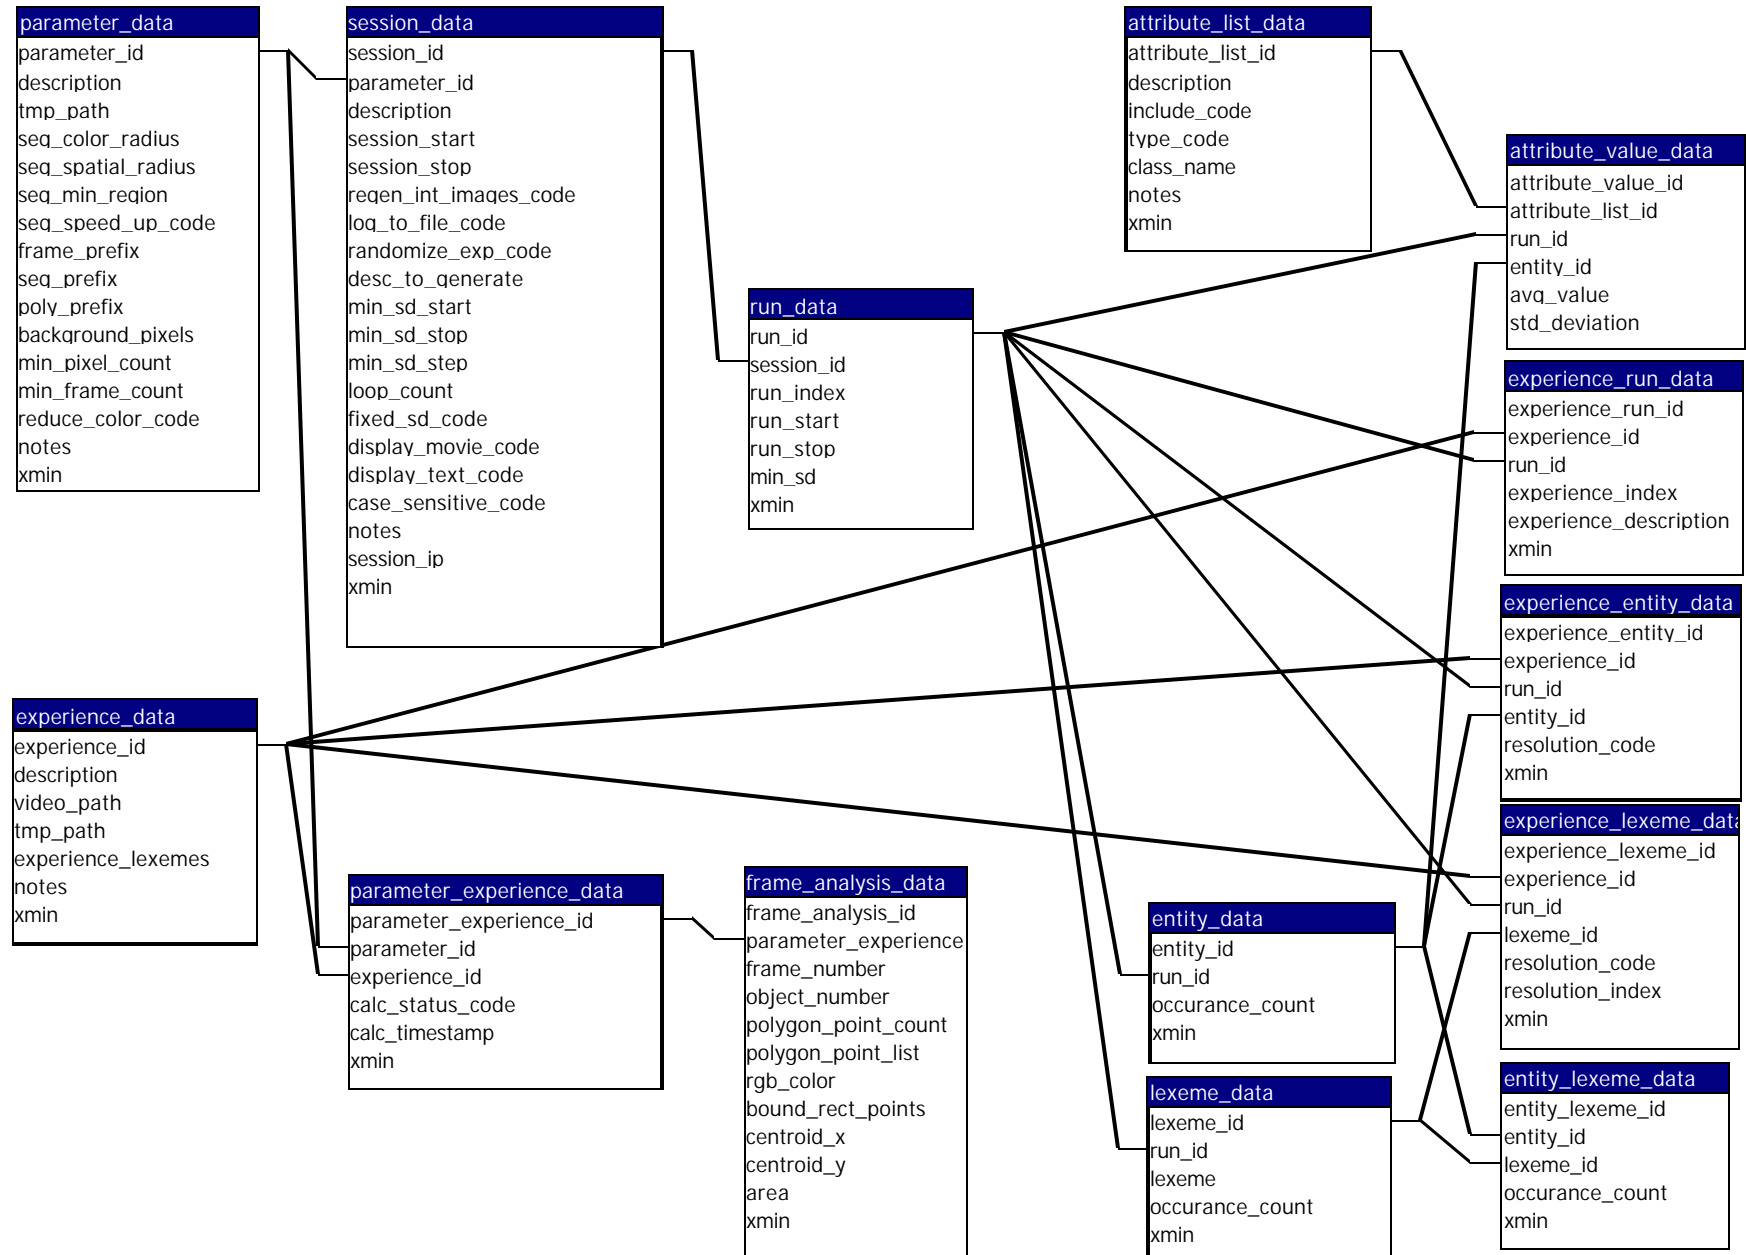 parameter_data
parameter_id
description
tmp_path
seg_color_radius
seg_spatial_radius
seg_min_region
seg_speed_up_code
frame_prefix
seg_prefix
poly_prefix
background_pixels
min_pixel_count
min_frame_count
reduce_color_code
notes
xmin
session_data
session_id
parameter_id
description
session_start
session_stop
regen_int_images_code
log_to_file_code
randomize_exp_code
desc_to_generate
min_sd_start
min_sd_stop
min_sd_step
loop_count
fixed_sd_code
display_movie_code
display_text_code
case_sensitive_code
notes
session_ip
xmin
attribute_list_data
attribute_list_id
description
include_code
type_code
class_name
notes
xmin
attribute_value_data
attribute_value_id
attribute_list_id
run_id
entity_id
avg_value
std_deviation
run_data
run_id
session_id
run_index
run_start
run_stop
min_sd
xmin
experience_run_data
experience_run_id
experience_id
run_id
experience_index
experience_description
xmin
experience_entity_data
experience_entity_id
experience_id
run_id
entity_id
resolution_code
xmin
experience_data
experience_id
description
video_path
tmp_path
experience_lexemes
notes
xmin
experience_lexeme_data
experience_lexeme_id
experience_id
run_id
lexeme_id
resolution_code
resolution_index
xmin
parameter_experience_data
parameter_experience_id
parameter_id
experience_id
calc_status_code
calc_timestamp
xmin
frame_analysis_data
frame_analysis_id
parameter_experience
frame_number
object_number
polygon_point_count
polygon_point_list
rgb_color
bound_rect_points
centroid_x
centroid_y
area
xmin
entity_data
entity_id
run_id
occurance_count
xmin
lexeme_data
lexeme_id
run_id
lexeme
occurance_count
xmin
entity_lexeme_data
entity_lexeme_id
entity_id
lexeme_id
occurance_count
xmin